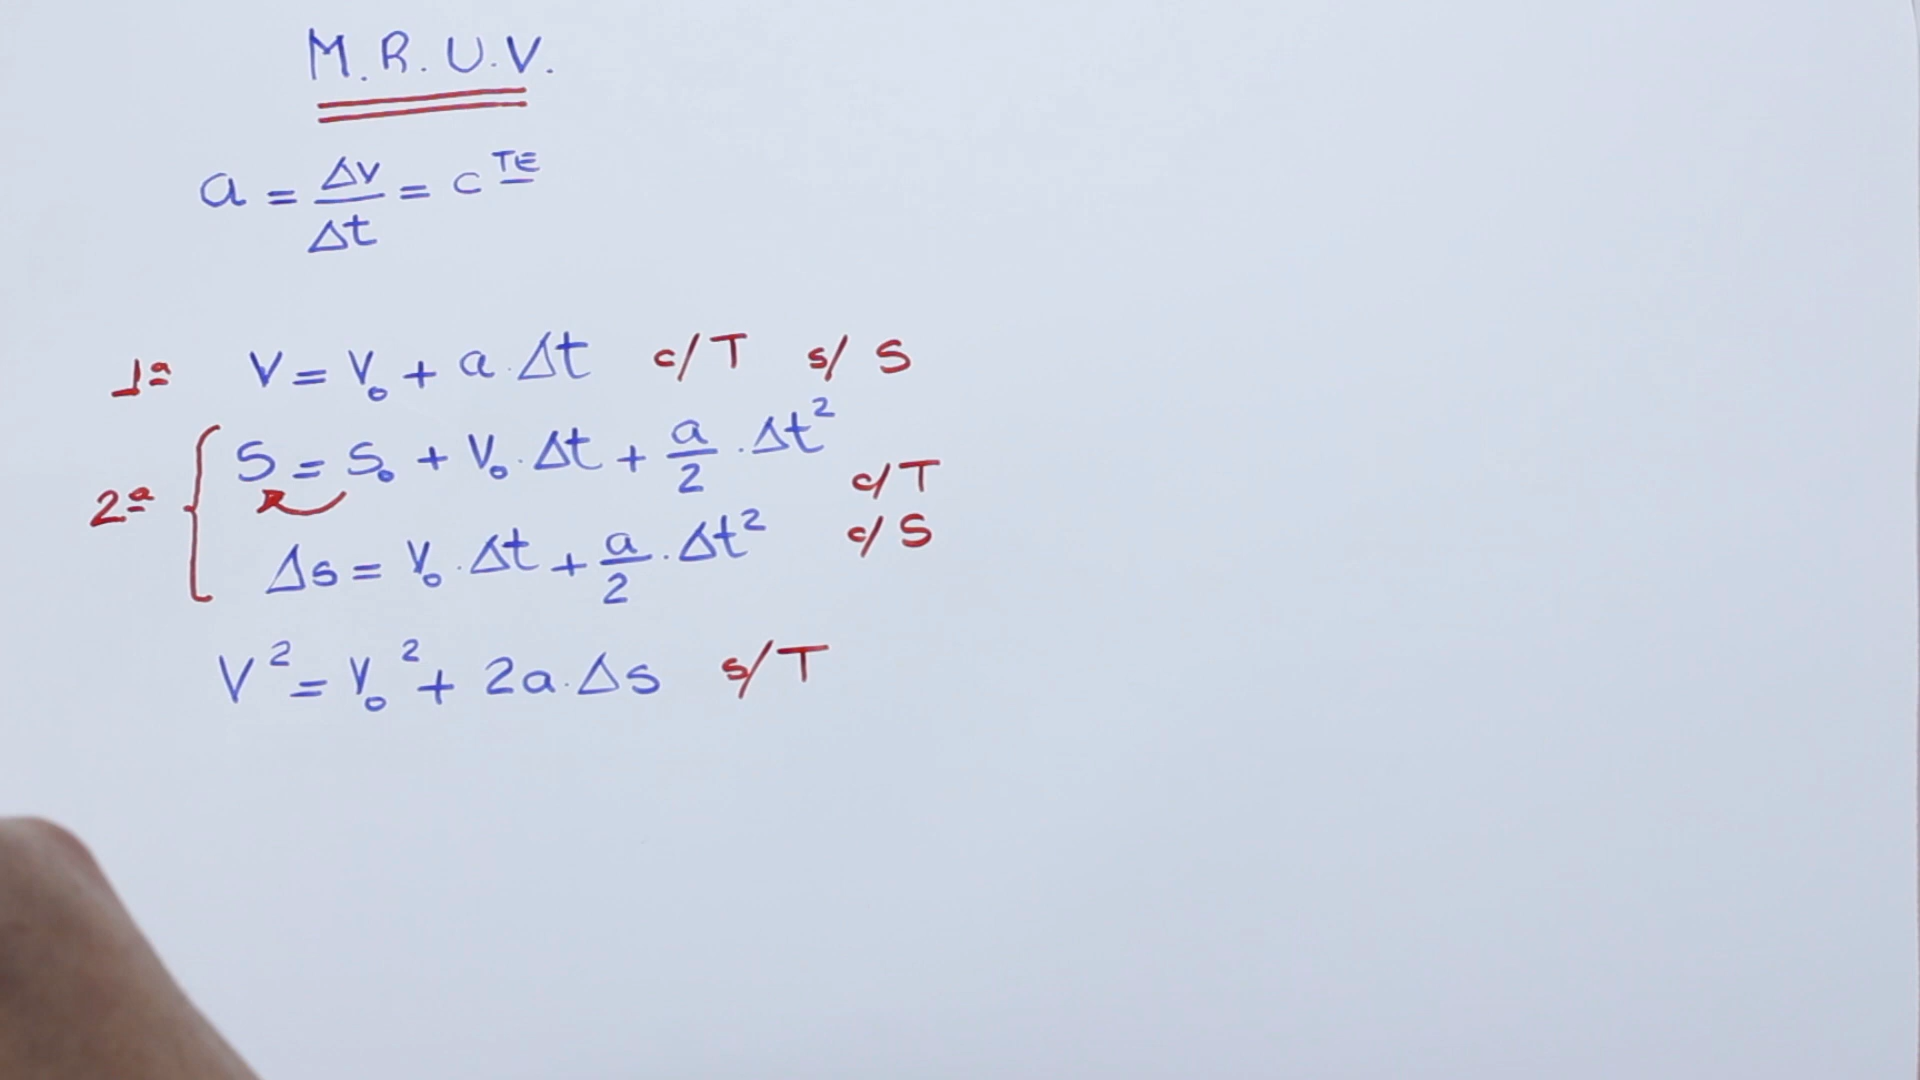 M.R.U.V.
a = Δv/Δt = c^TE
1ª V = V₀ + a.Δt c/T s/ S
2ª S = S₀ + V₀.Δt + a/2 .Δt²
Δs = V₀.Δt + a/2 .Δt²
c/T
c/S
V² = V₀² + 2a.Δs s/T